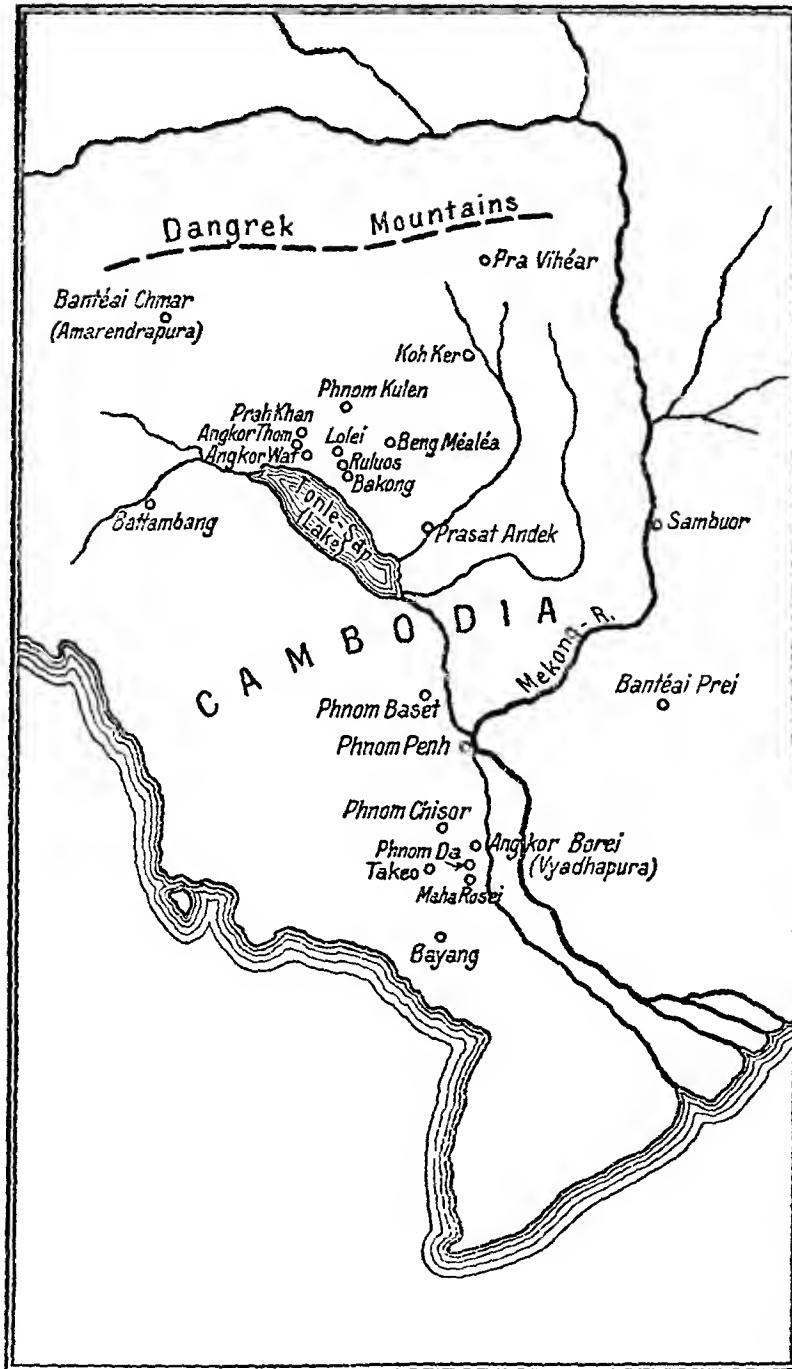 Dangrek Mountains
Pra Vihéar
Bantéai Chmar
(Amarendrapura)
Koh Ker
Phnom Kulen
Prah Khan
Angkor Thom
Lolei
Beng Méaléa
Angkor Wat
Ruluos
Bakong
Tonle-Sap
(Lake)
Battambang
Prasat Andek
Sambuor
CAMBODIA
Mekong-R.
Bantéai Prei
Phnom Baset
Phnom Penh
Phnom Chisor
Angkor Borei
(Vyadhapura)
Phnom Da
Takeo
Maha Rosei
Bayang